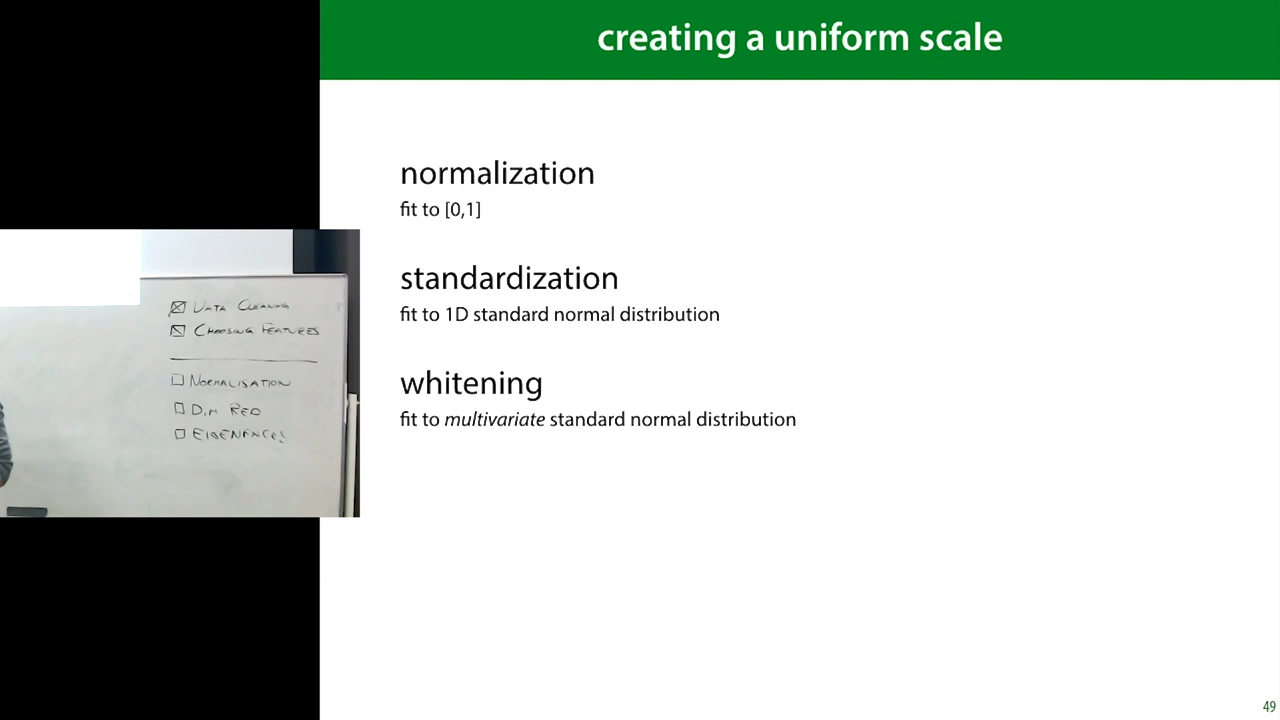 creating a uniform scale
normalization
fit to [0,1]
standardization
fit to 1D standard normal distribution
whitening
fit to multivariate standard normal distribution
DATA CLEANING
CHOOSING FEATURES
NORMALISATION
DIM RED
49